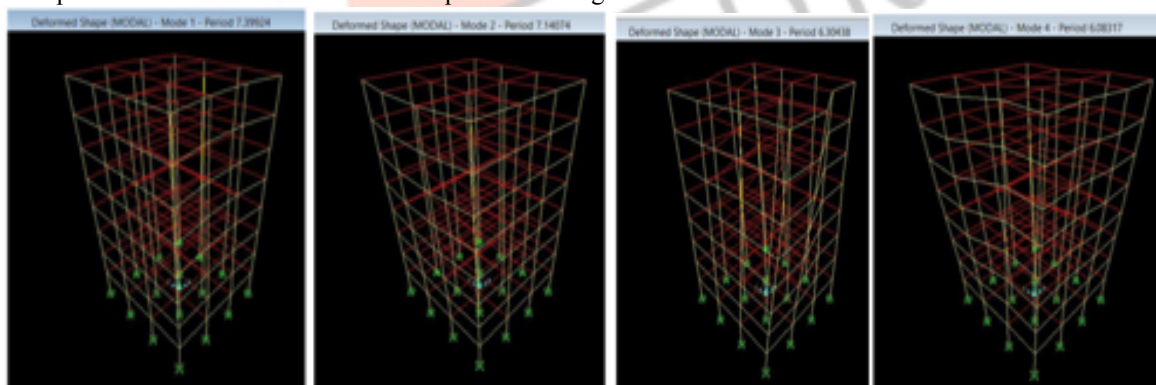 Deformed Shape (MODAL) - Mode 1 - Period 7.39924
Deformed Shape (MODAL) - Mode 2 - Period 7.14074
Deformed Shape (MODAL) - Mode 3 - Period 6.30438
Deformed Shape (MODAL) - Mode 4 - Period 6.08317